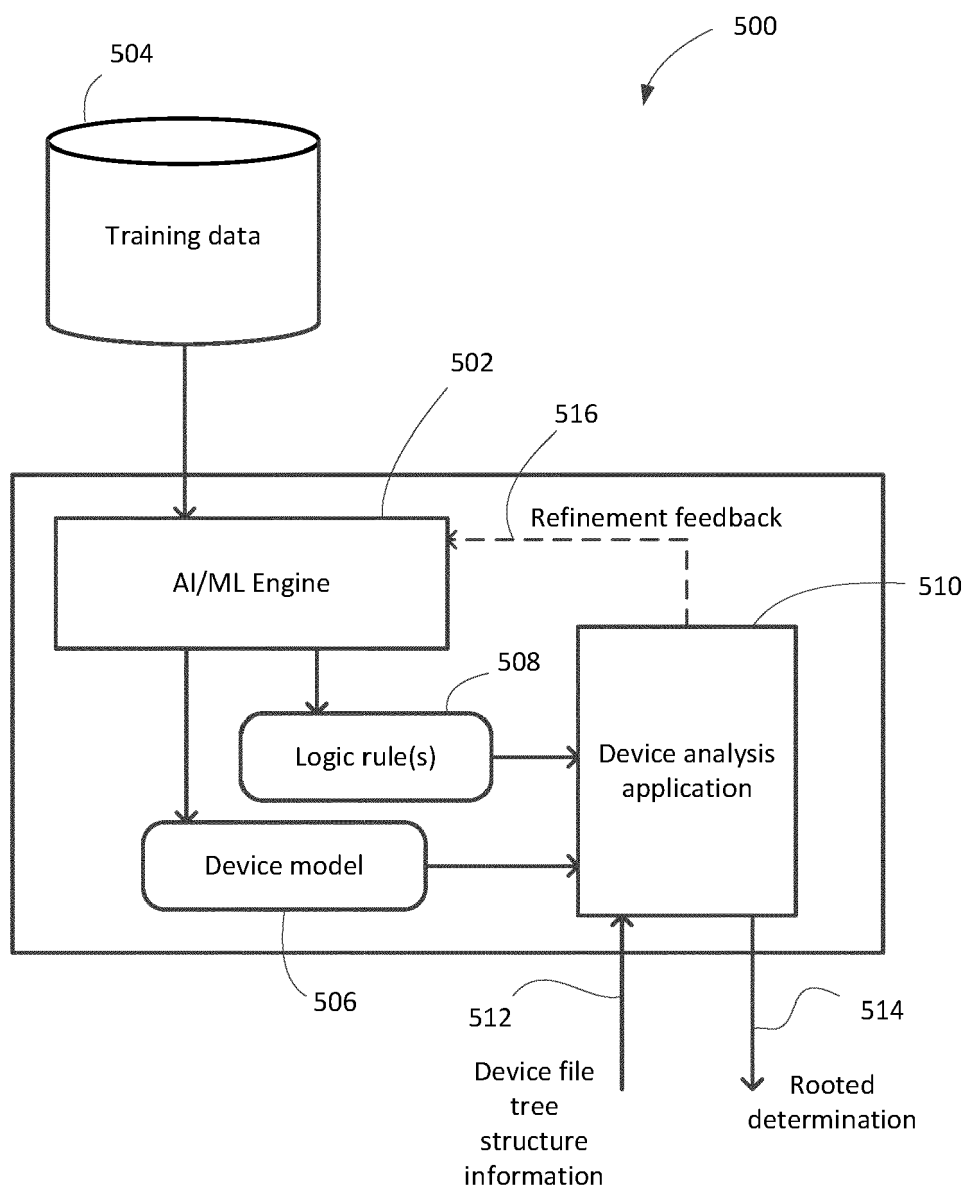 500
504
Training data
502
516
Refinement feedback
AI/ML Engine
510
508
Logic rule(s)
Device analysis
application
Device model
506
512
514
Device file
tree
structure
information
Rooted
determination